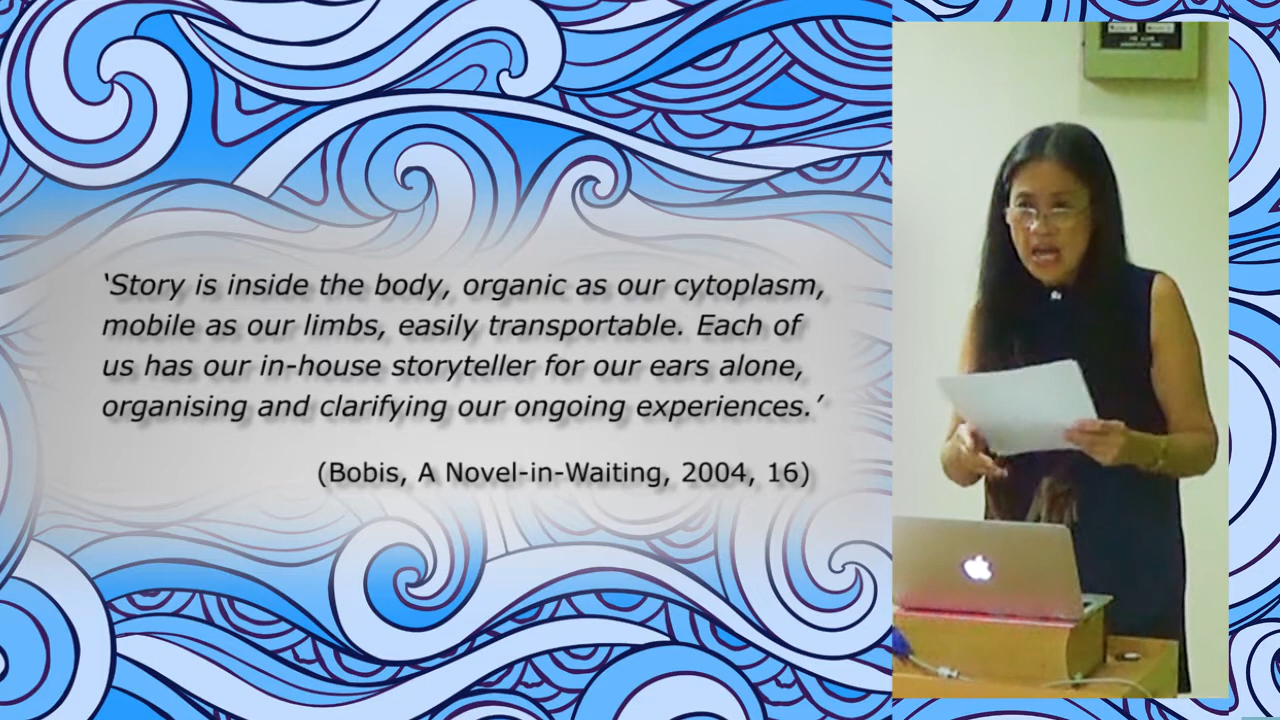 ‘Story is inside the body, organic as our cytoplasm,
mobile as our limbs, easily transportable. Each of
us has our in-house storyteller for our ears alone,
organising and clarifying our ongoing experiences.’
(Bobis, A Novel-in-Waiting, 2004, 16)